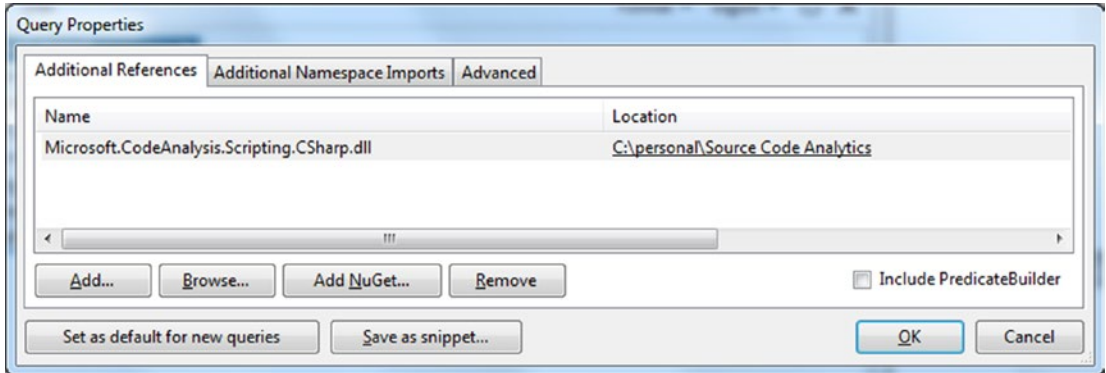 Query Properties
Additional References Additional Namespace Imports Advanced
Name Location
Microsoft.CodeAnalysis.Scripting.CSharp.dll C:\personal\Source Code Analytics
Add... Browse... Add NuGet... Remove Include PredicateBuilder
Set as default for new queries Save as snippet... OK Cancel